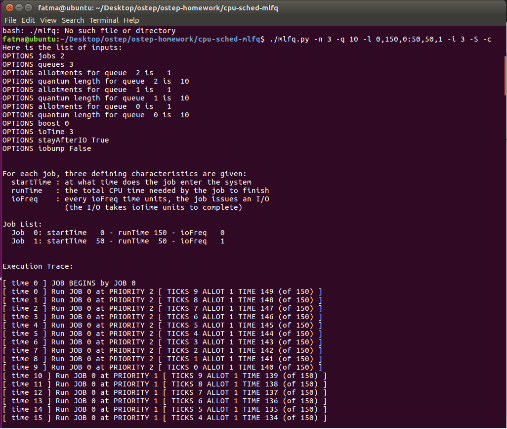 fatma@ubuntu: ~/Desktop/ostep/ostep-homework/cpu-sched-mlfq
File Edit View Search Terminal Help
bash: ./mlfq: No such file or directory
fatma@ubuntu:~/Desktop/ostep/ostep-homework/cpu-sched-mlfq$ ./mlfq.py -n 3 -q 10 -l 0,150,0:50,50,1 -i 3 -S -c
Here is the list of inputs:
OPTIONS jobs 2
OPTIONS queues 3
OPTIONS allotments for queue  2 is   1
OPTIONS quantum length for queue  2 is  10
OPTIONS allotments for queue  1 is   1
OPTIONS quantum length for queue  1 is  10
OPTIONS allotments for queue  0 is   1
OPTIONS quantum length for queue  0 is  10
OPTIONS boost 0
OPTIONS ioTime 3
OPTIONS stayAfterIO True
OPTIONS iobump False
For each job, three defining characteristics are given:
startTime : at what time does the job enter the system
runTime   : the total CPU time needed by the job to finish
ioFreq    : every ioFreq time units, the job issues an I/O
(the I/O takes ioTime units to complete)
Job List:
Job  0: startTime   0 - runTime 150 - ioFreq   0
Job  1: startTime  50 - runTime  50 - ioFreq   1
Execution Trace:
[ time 0 ] JOB BEGINS by JOB 0
[ time 0 ] Run JOB 0 at PRIORITY 2 [ TICKS 9 ALLOT 1 TIME 149 (of 150) ]
[ time 1 ] Run JOB 0 at PRIORITY 2 [ TICKS 8 ALLOT 1 TIME 148 (of 150) ]
[ time 2 ] Run JOB 0 at PRIORITY 2 [ TICKS 7 ALLOT 1 TIME 147 (of 150) ]
[ time 3 ] Run JOB 0 at PRIORITY 2 [ TICKS 6 ALLOT 1 TIME 146 (of 150) ]
[ time 4 ] Run JOB 0 at PRIORITY 2 [ TICKS 5 ALLOT 1 TIME 145 (of 150) ]
[ time 5 ] Run JOB 0 at PRIORITY 2 [ TICKS 4 ALLOT 1 TIME 144 (of 150) ]
[ time 6 ] Run JOB 0 at PRIORITY 2 [ TICKS 3 ALLOT 1 TIME 143 (of 150) ]
[ time 7 ] Run JOB 0 at PRIORITY 2 [ TICKS 2 ALLOT 1 TIME 142 (of 150) ]
[ time 8 ] Run JOB 0 at PRIORITY 2 [ TICKS 1 ALLOT 1 TIME 141 (of 150) ]
[ time 9 ] Run JOB 0 at PRIORITY 2 [ TICKS 0 ALLOT 1 TIME 140 (of 150) ]
[ time 10 ] Run JOB 0 at PRIORITY 1 [ TICKS 9 ALLOT 1 TIME 139 (of 150) ]
[ time 11 ] Run JOB 0 at PRIORITY 1 [ TICKS 8 ALLOT 1 TIME 138 (of 150) ]
[ time 12 ] Run JOB 0 at PRIORITY 1 [ TICKS 7 ALLOT 1 TIME 137 (of 150) ]
[ time 13 ] Run JOB 0 at PRIORITY 1 [ TICKS 6 ALLOT 1 TIME 136 (of 150) ]
[ time 14 ] Run JOB 0 at PRIORITY 1 [ TICKS 5 ALLOT 1 TIME 135 (of 150) ]
[ time 15 ] Run JOB 0 at PRIORITY 1 [ TICKS 4 ALLOT 1 TIME 134 (of 150) ]